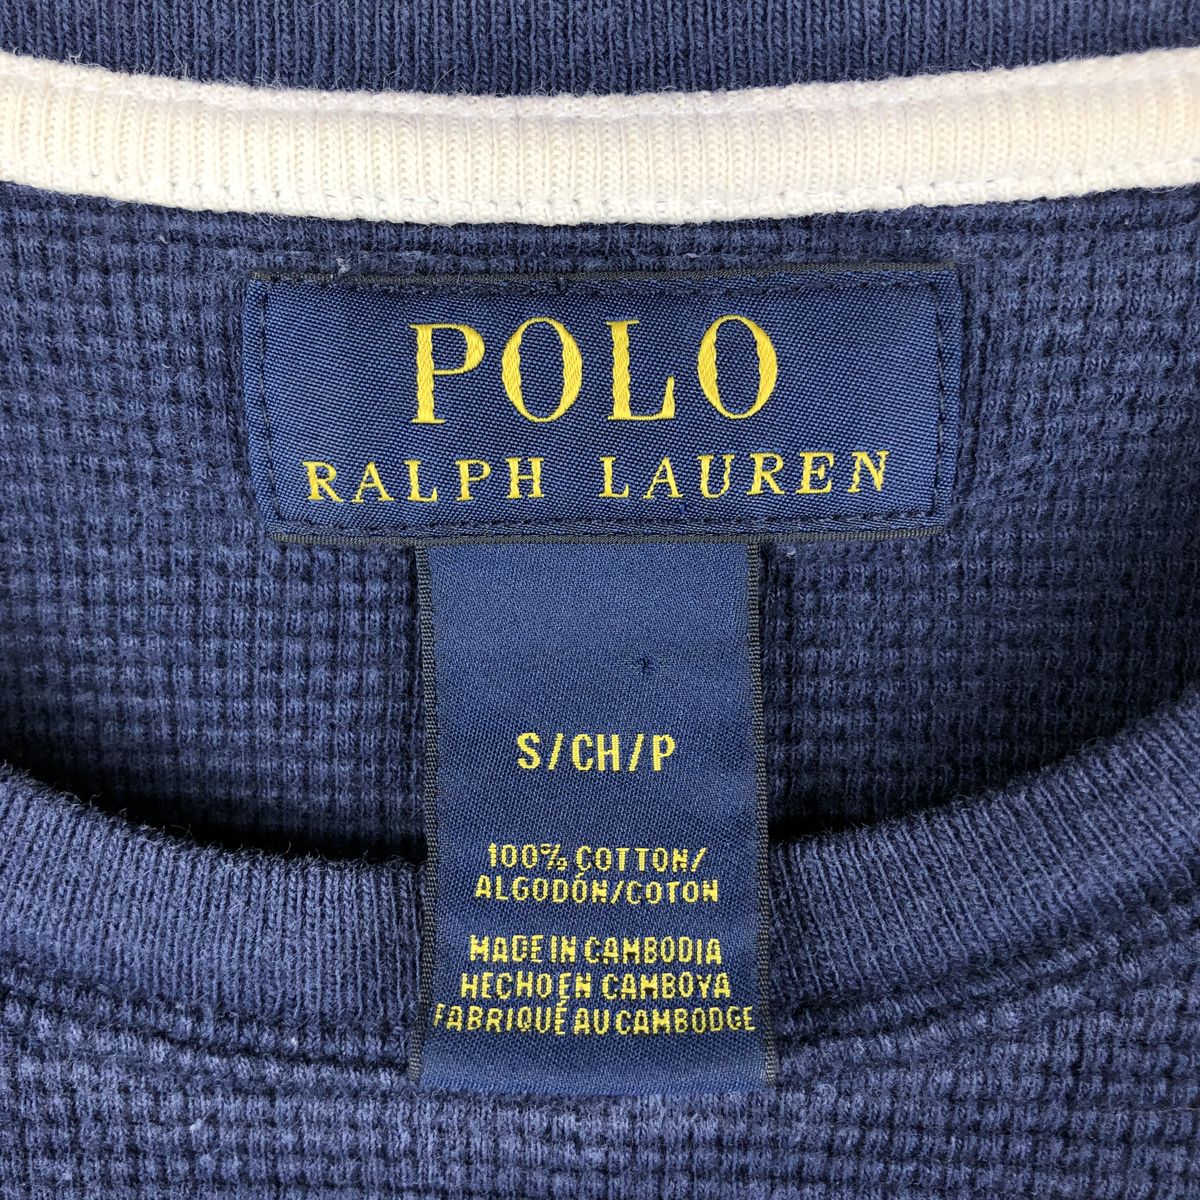 POLO
RALPH LAUREN
S/CH/P
100% COTTON/
ALGODÓN/COTON
MADE IN CAMBODIA
HECHO EN CAMBOYA
FABRIQUÉ AU CAMBODGE